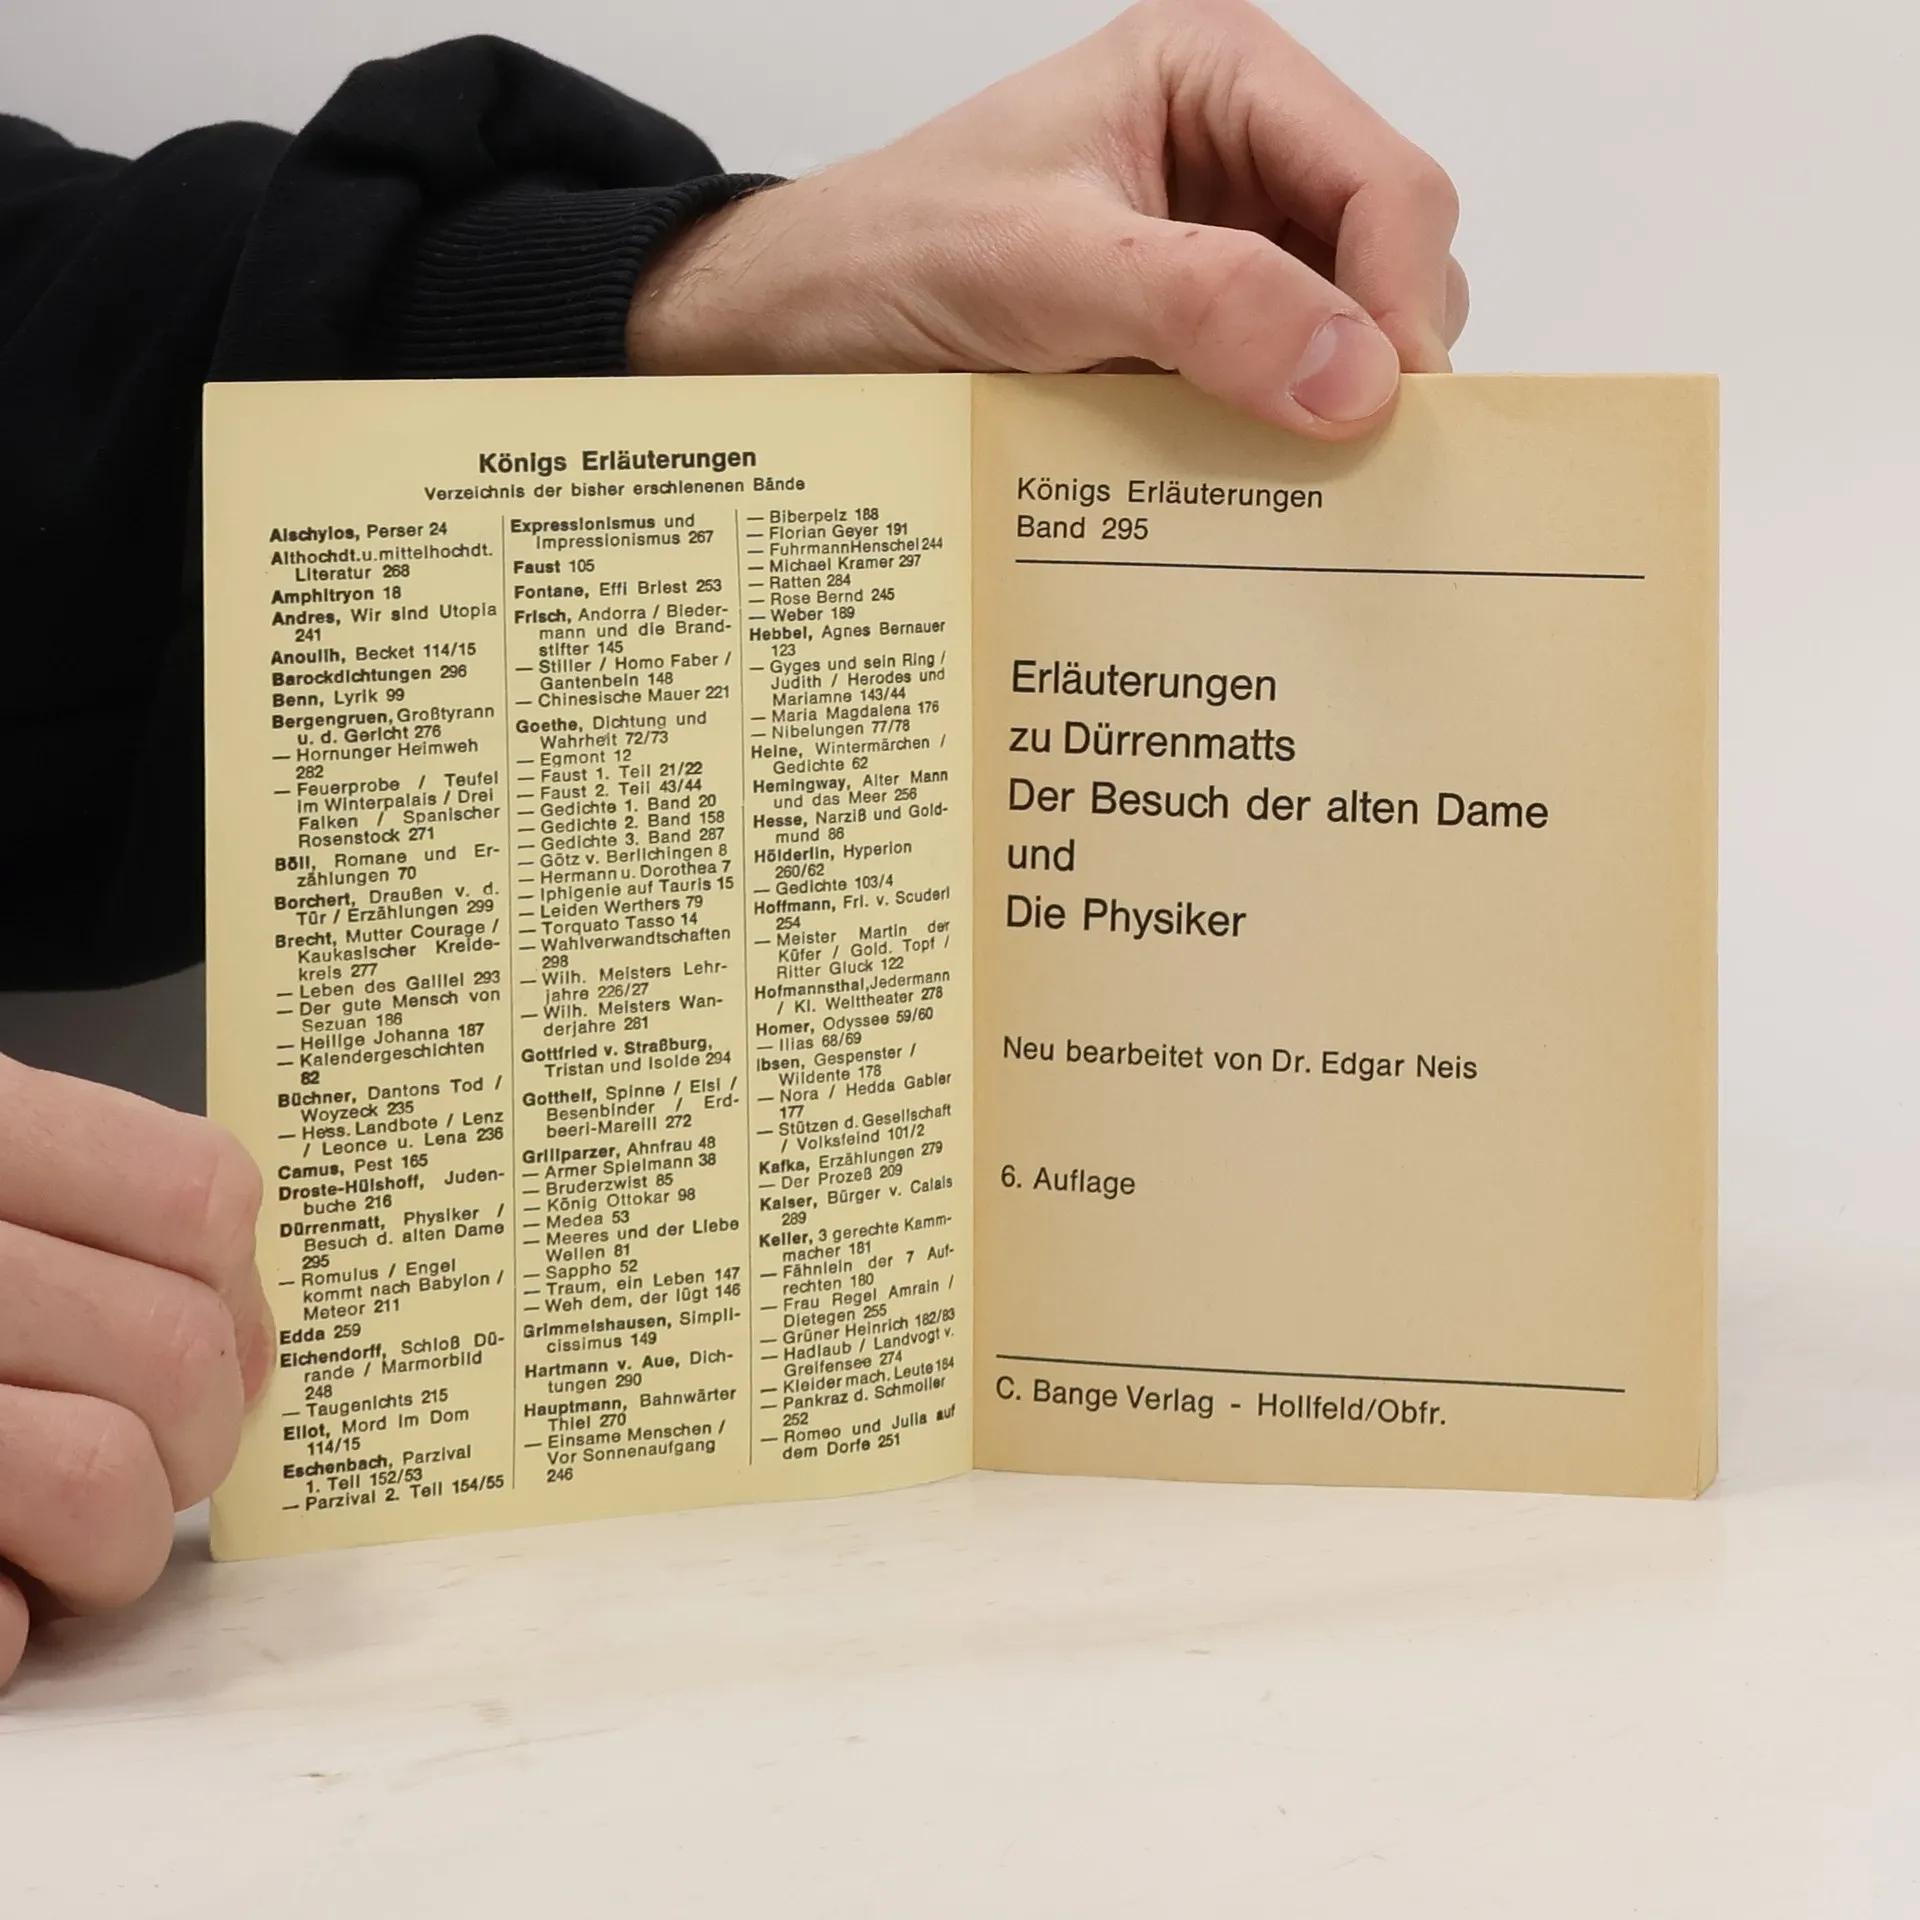 Königs Erläuterungen
Verzeichnis der bisher erschienenen Bände
Aischylos, Perser 24
Althochdt.u.mittelhochdt.
Literatur 268
Amphitryon 18
Andres, Wir sind Utopia
241
Anouilh, Becket 114/15
Barockdichtungen 296
Benn, Lyrik 99
Bergengruen, Großtyrann
u. d. Gericht 276
— Hornunger Heimweh
282
— Feuerprobe / Teufel
im Winterpalais / Drei
Falken / Spanischer
Rosenstock 271
Böll, Romane und Er-
zählungen 70
Borchert, Draußen v. d.
Tür / Erzählungen 299
Brecht, Mutter Courage /
Kaukasischer Kreide-
kreis 277
— Leben des Galilei 293
— Der gute Mensch von
Sezuan 186
— Heilige Johanna 187
— Kalendergeschichten
82
Büchner, Dantons Tod /
Woyzeck 235
— Hess. Landbote / Lenz
/ Leonce u. Lena 236
Camus, Pest 165
Droste-Hülshoff, Juden-
buche 216
Dürrenmatt, Physiker /
Besuch d. alten Dame
295
— Romulus / Engel
kommt nach Babylon /
Meteor 211
Edda 259
Eichendorff, Schloß Dü-
rande / Marmorbild
248
— Taugenichts 215
Eliot, Mord im Dom
114/15
Eschenbach, Parzival
1. Teil 152/53
— Parzival 2. Teil 154/55
Expressionismus und
Impressionismus 267
Faust 105
Fontane, Effi Briest 253
Frisch, Andorra / Bieder-
mann und die Brand-
stifter 145
— Stiller / Homo Faber /
Gantenbein 148
— Chinesische Mauer 221
Goethe, Dichtung und
Wahrheit 72/73
— Egmont 12
— Faust 1. Teil 21/22
— Faust 2. Teil 43/44
— Gedichte 1. Band 20
— Gedichte 2. Band 158
— Gedichte 3. Band 287
— Götz v. Berlichingen 8
— Hermann u. Dorothea 7
— Iphigenie auf Tauris 15
— Leiden Werthers 79
— Torquato Tasso 14
— Wahlverwandtschaften
298
— Wilh. Meisters Lehr-
jahre 226/27
— Wilh. Meisters Wan-
derjahre 281
Gottfried v. Straßburg,
Tristan und Isolde 294
Gotthelf, Spinne / Elsi /
Besenbinder / Erd-
beeri-Mareili 272
Grillparzer, Ahnfrau 48
— Armer Spielmann 38
— Bruderzwist 85
— König Ottokar 98
— Medea 53
— Meeres und der Liebe
Wellen 81
— Sappho 52
— Traum, ein Leben 147
— Weh dem, der lügt 146
Grimmelshausen, Simpli-
cissimus 149
Hartmann v. Aue, Dich-
tungen 290
Hauptmann, Bahnwärter
Thiel 270
— Einsame Menschen /
Vor Sonnenaufgang
246
— Biberpelz 188
— Florian Geyer 191
— FuhrmannHenschel 244
— Michael Kramer 297
— Ratten 284
— Rose Bernd 245
— Weber 189
Hebbel, Agnes Bernauer
123
— Gyges und sein Ring /
Judith / Herodes und
Mariamne 143/44
— Maria Magdalena 176
— Nibelungen 77/78
Heine, Wintermärchen /
Gedichte 62
Hemingway, Alter Mann
und das Meer 256
Hesse, Narziß und Gold-
mund 86
Hölderlin, Hyperion
260/62
— Gedichte 103/4
Hoffmann, Frl. v. Scuderi
254
— Meister Martin der
Küfer / Gold. Topf /
Ritter Gluck 122
Hofmannsthal,Jedermann
/ Kl. Welttheater 278
Homer, Odyssee 59/60
— Ilias 68/69
Ibsen, Gespenster /
Wildente 178
— Nora / Hedda Gabler
177
— Stützen d. Gesellschaft
/ Volksfeind 101/2
Kafka, Erzählungen 279
— Der Prozeß 209
Kaiser, Bürger v. Calais
289
Keller, 3 gerechte Kamm-
macher 181
— Fähnlein der 7 Auf-
rechten 180
— Frau Regel Amrain /
Dietegen 255
— Grüner Heinrich 182/83
— Hadlaub / Landvogt v.
Greifensee 274
— Kleider mach. Leute 184
— Pankraz d. Schmoller
252
— Romeo und Julia auf
dem Dorfe 251
Königs Erläuterungen
Band 295
Erläuterungen
zu Dürrenmatts
Der Besuch der alten Dame
und
Die Physiker
Neu bearbeitet von Dr. Edgar Neis
6. Auflage
C. Bange Verlag - Hollfeld/Obfr.